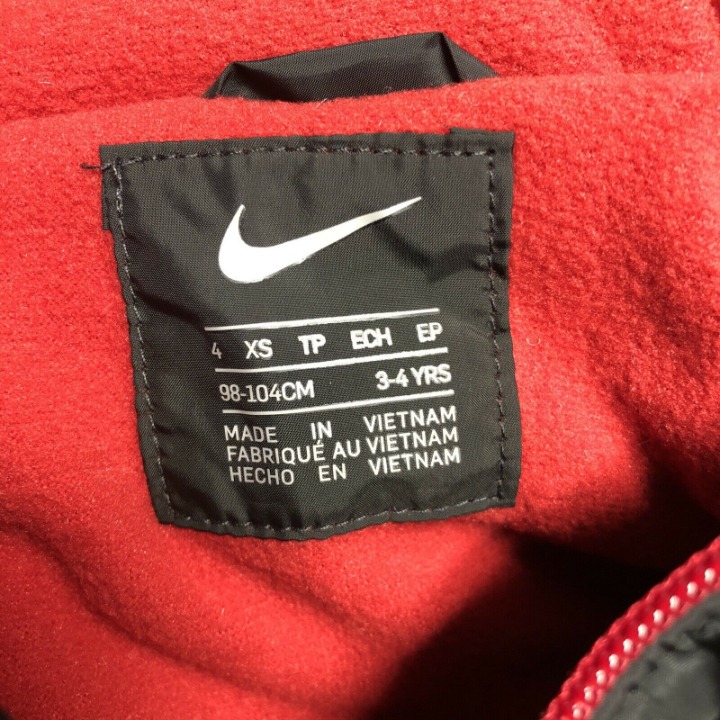 4 XS TP ECH EP
98-104CM 3-4 YRS
MADE IN VIETNAM
FABRIQUÉ AU VIETNAM
HECHO EN VIETNAM